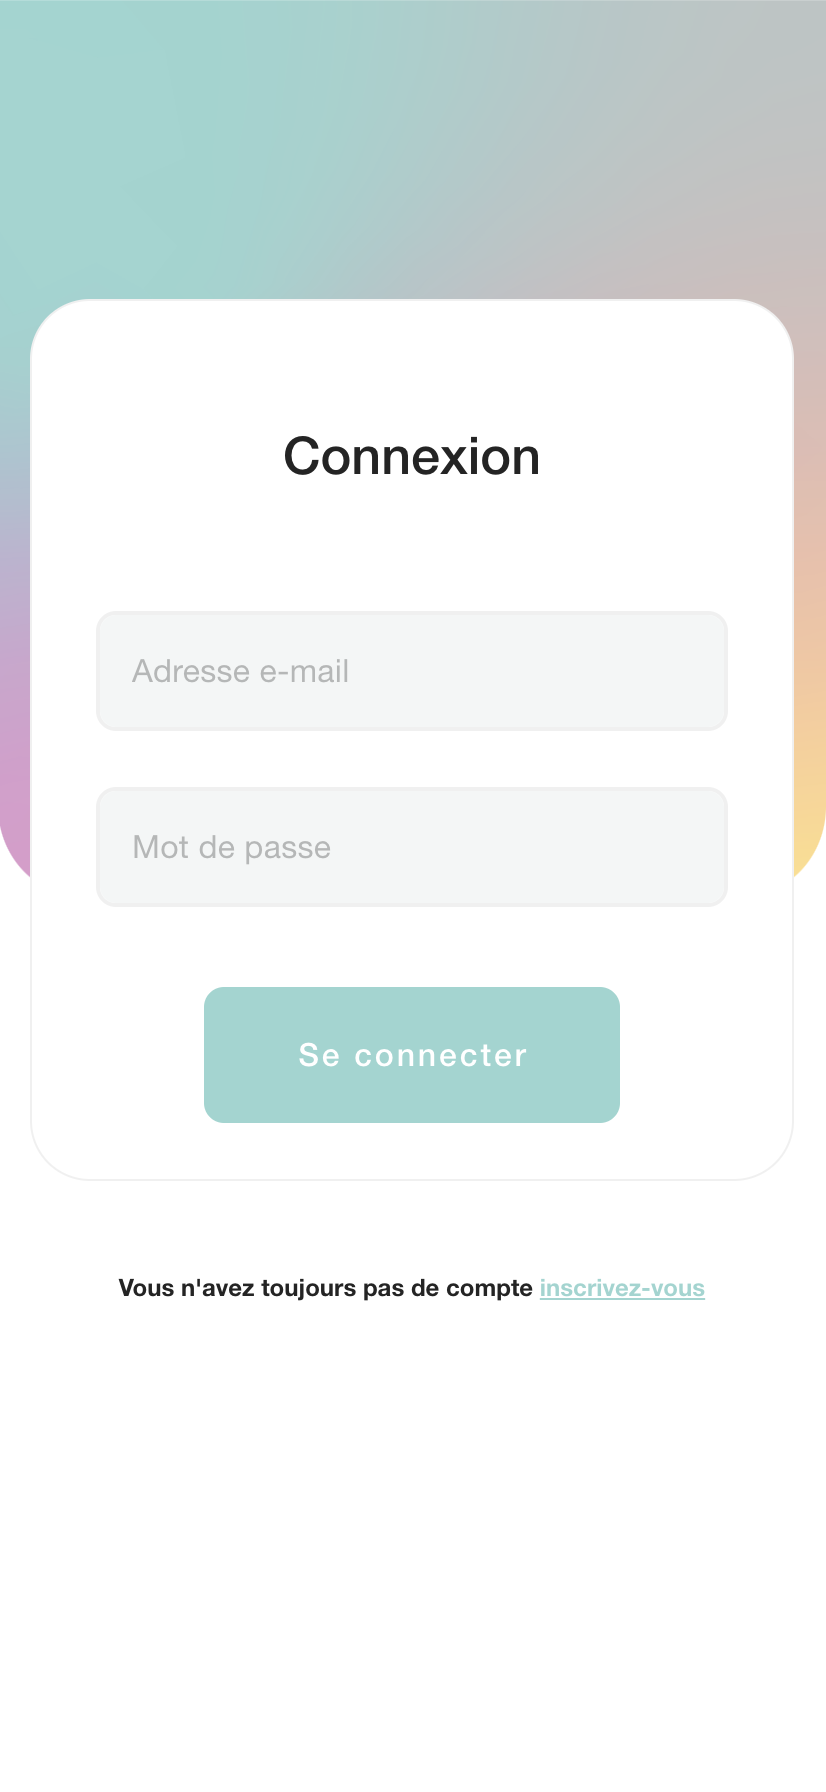 Connexion
Adresse e-mail
Mot de passe
Se connecter
Vous n'avez toujours pas de compte inscrivez-vous